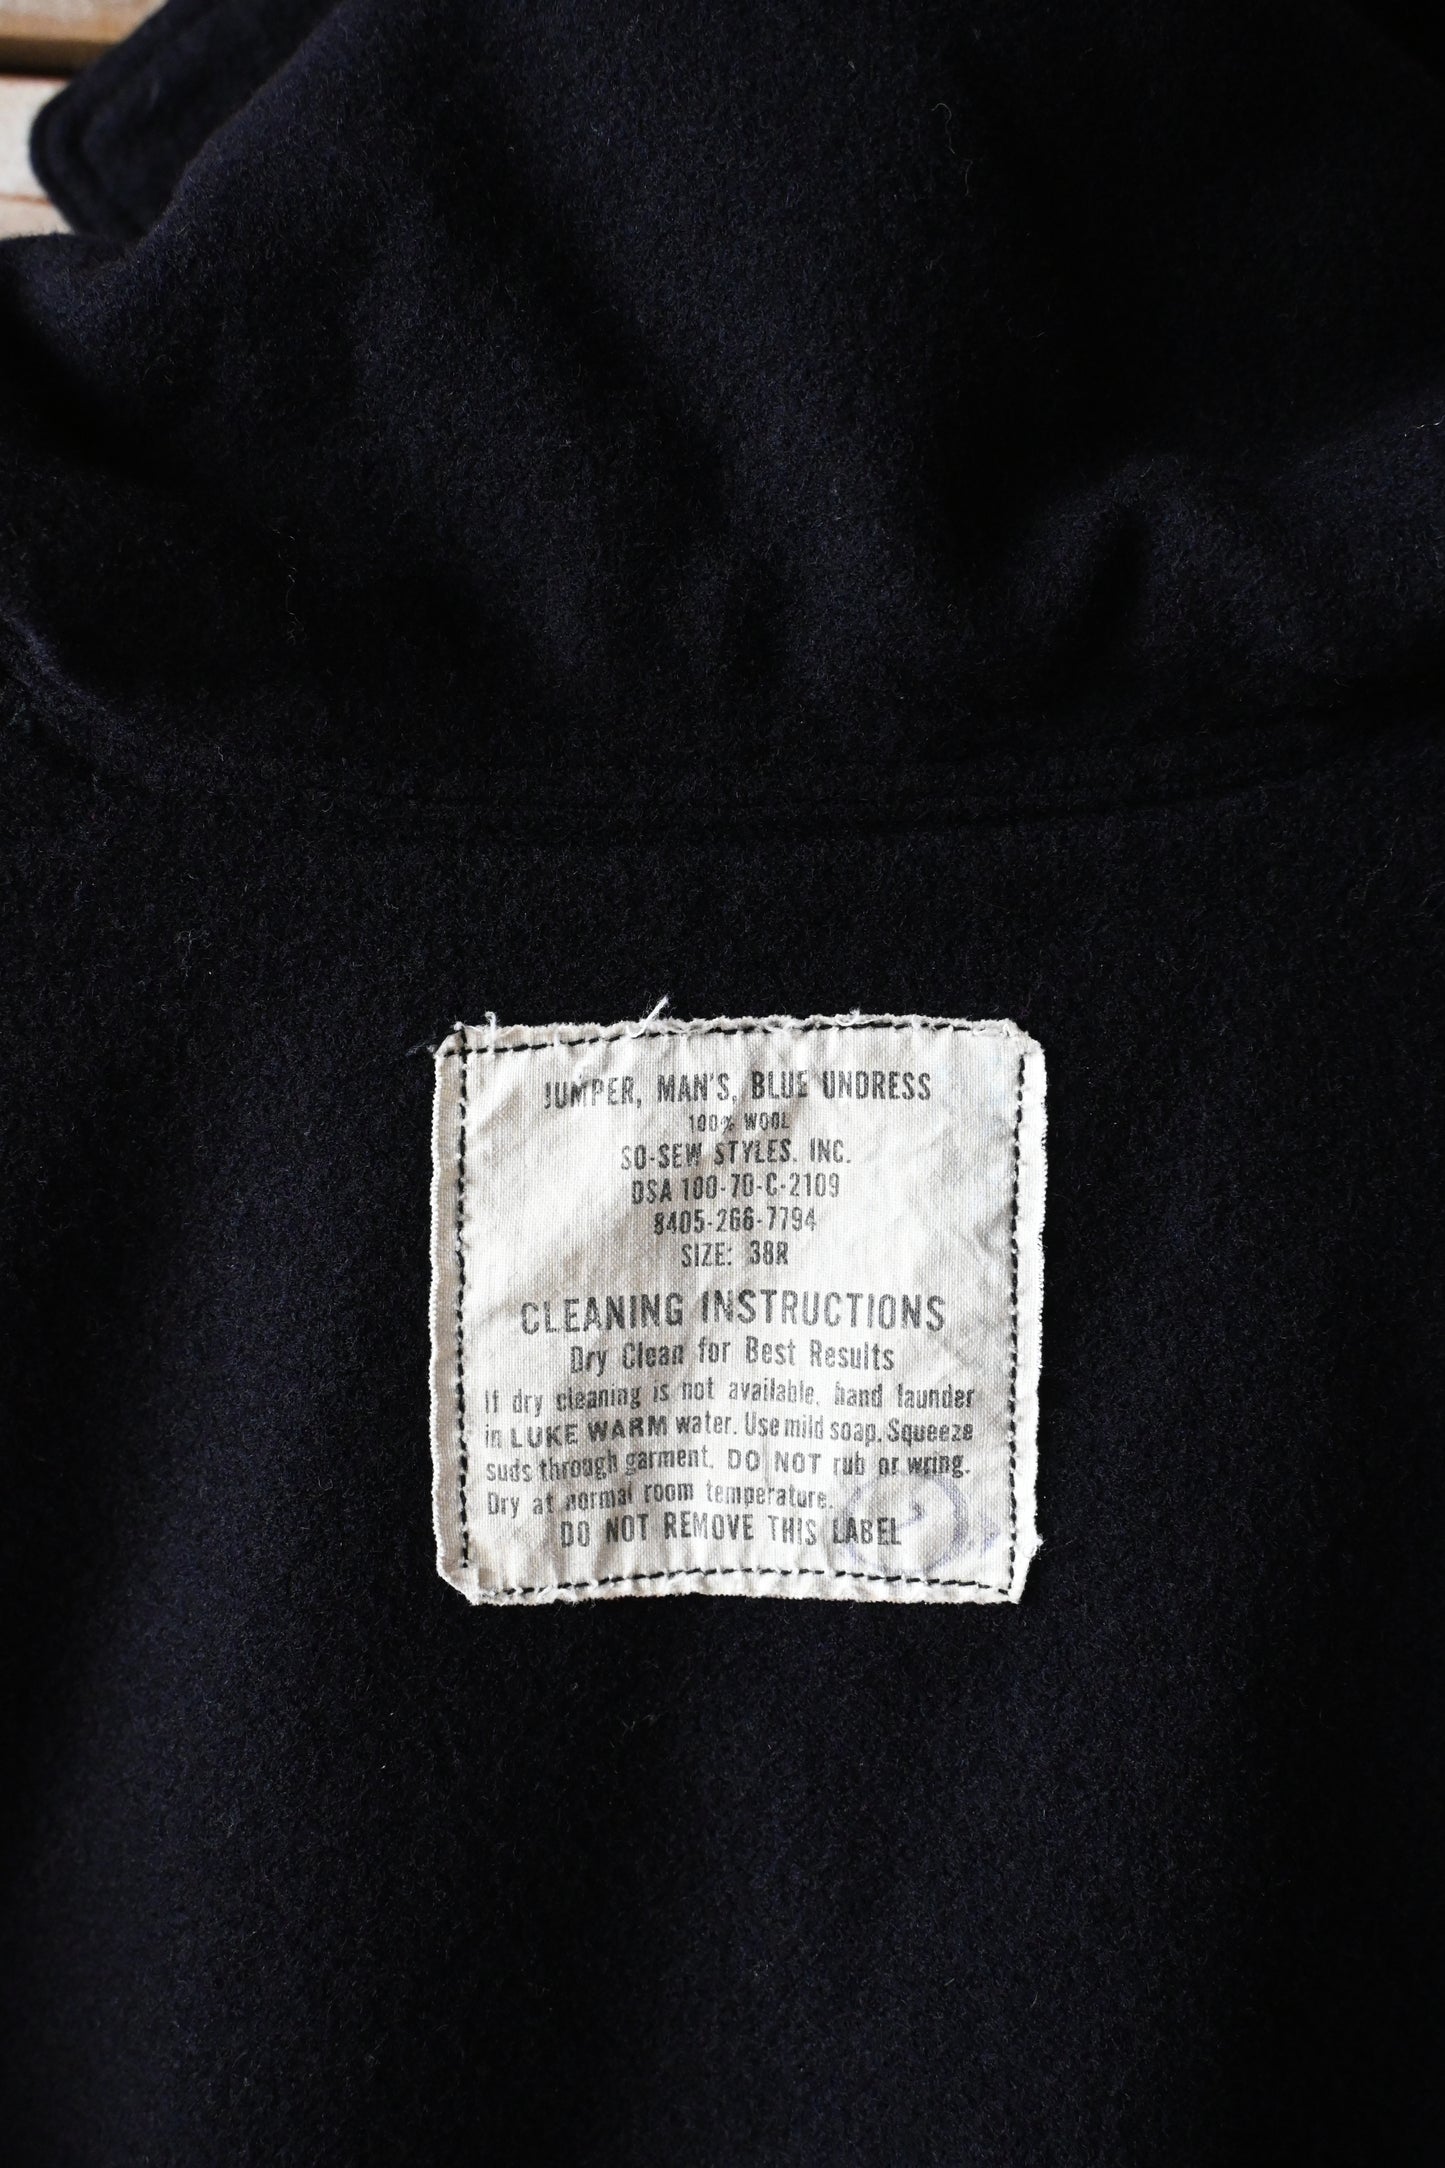 JUMPER, MAN'S, BLUE UNDRESS
100% WOOL
SO-SEW STYLES, INC.
DSA 100-70-C-2109
8405-266-7794
SIZE: 38R
CLEANING INSTRUCTIONS
Dry Clean for Best Results
If dry cleaning is not available, hand launder
in LUKE WARM water. Use mild soap. Squeeze
suds through garment. DO NOT rub or wring.
Dry at normal room temperature.
DO NOT REMOVE THIS LABEL